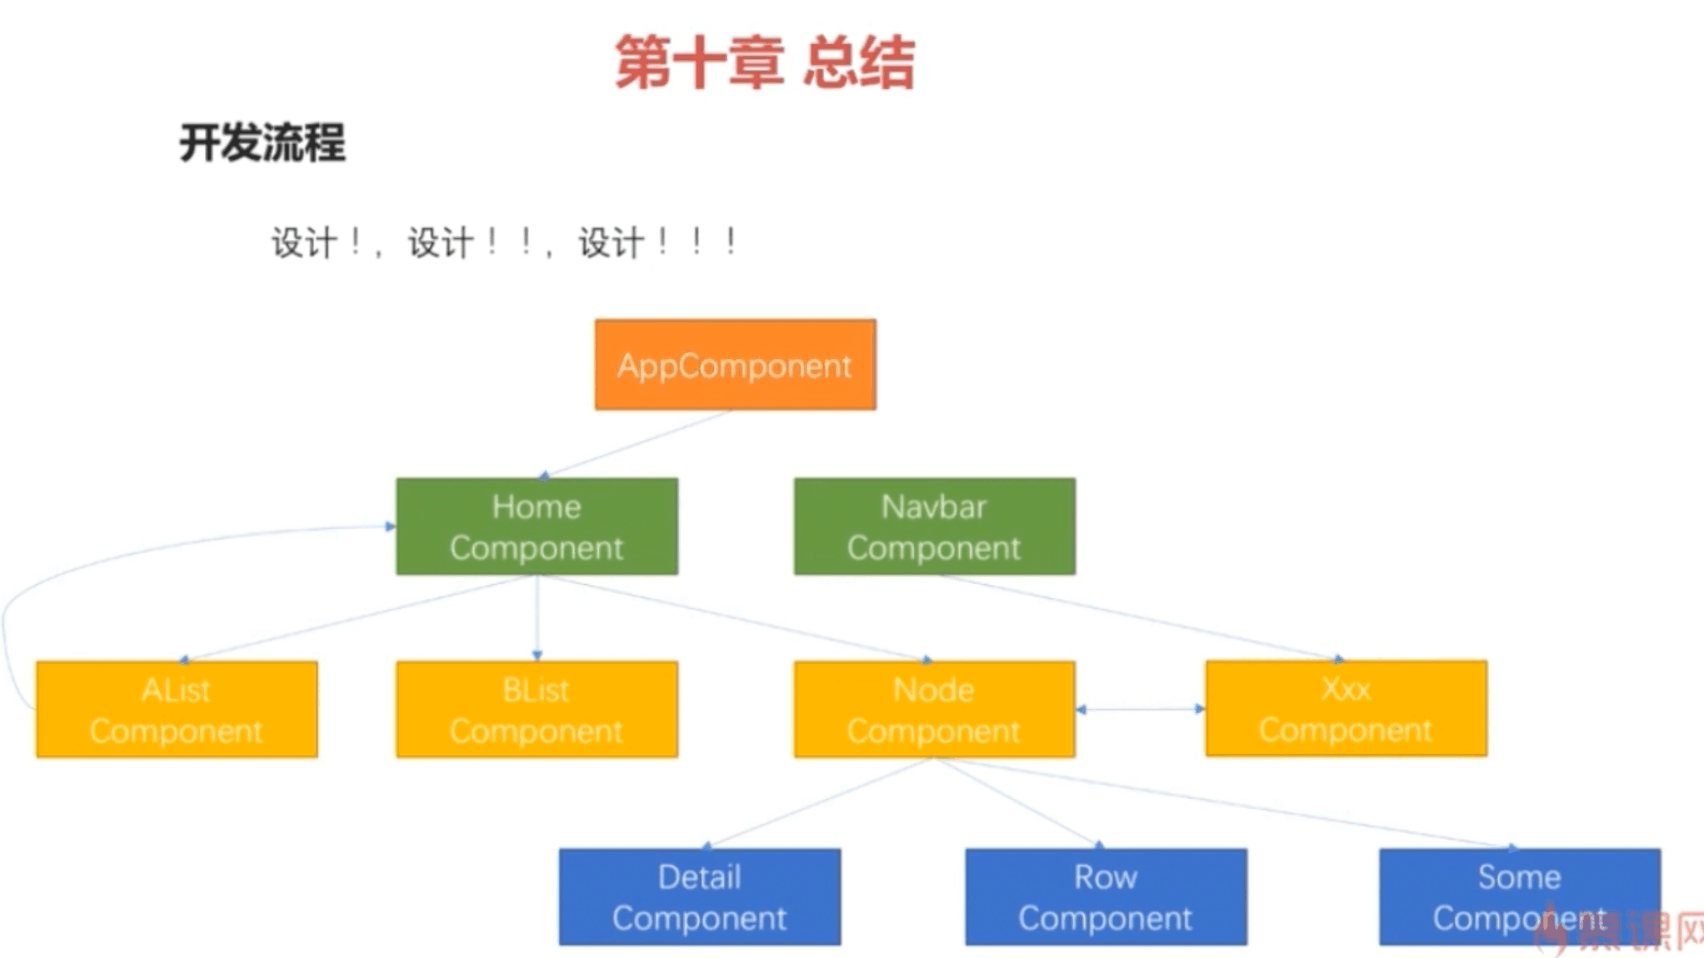 第十章 总结
开发流程
设计！，设计！！，设计！！！
AppComponent
Home
Component
Navbar
Component
AList
Component
BList
Component
Node
Component
Xxx
Component
Detail
Component
Row
Component
Some
Component
慕课网